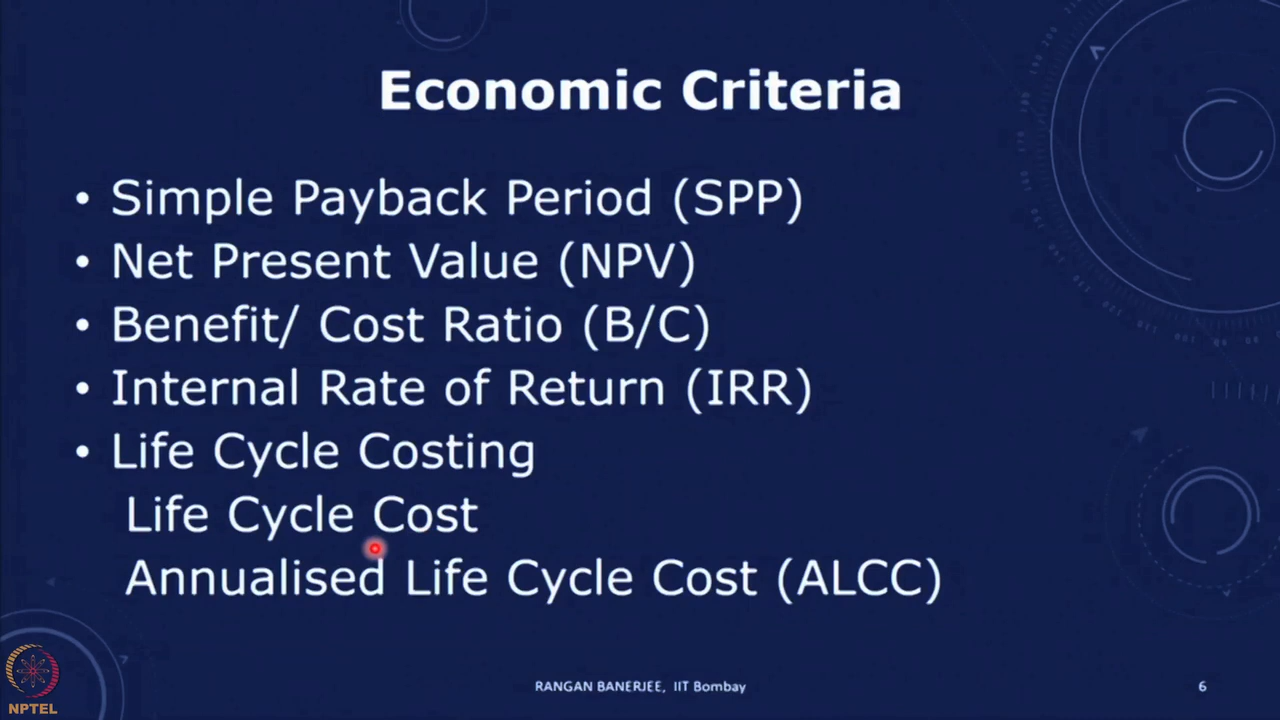 Economic Criteria
• Simple Payback Period (SPP)
• Net Present Value (NPV)
• Benefit/ Cost Ratio (B/C)
• Internal Rate of Return (IRR)
• Life Cycle Costing
Life Cycle Cost
Annualised Life Cycle Cost (ALCC)
NPTEL
RANGAN BANERJEE, IIT Bombay
6